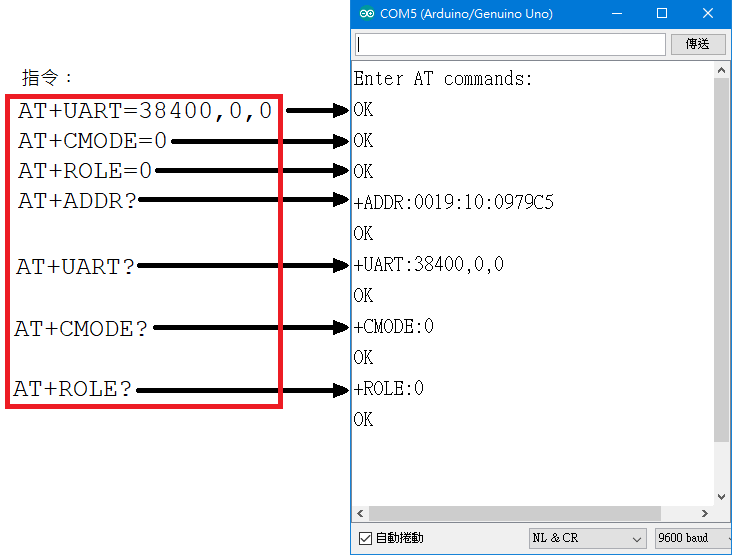 COM5 (Arduino/Genuino Uno)
傳送
指令：
AT+UART=38400,0,0
AT+CMODE=0
AT+ROLE=0
AT+ADDR?
AT+UART?
AT+CMODE?
AT+ROLE?
Enter AT commands:
OK
OK
OK
+ADDR:0019:10:0979C5
OK
+UART:38400,0,0
OK
+CMODE:0
OK
+ROLE:0
OK
自動捲動
NL & CR
9600 baud